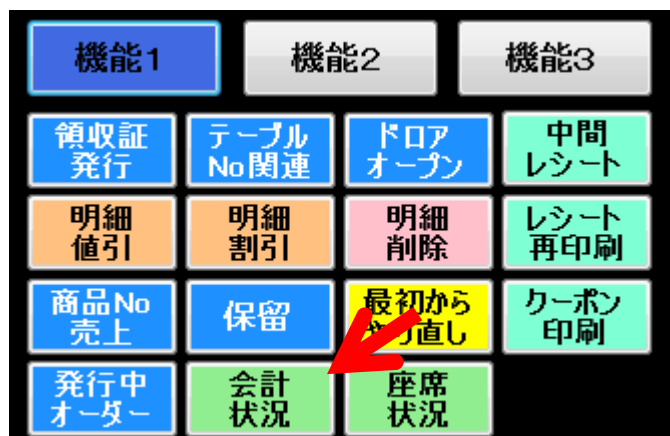 機能1
機能2
機能3
領収証
発行
テーブル
No関連
ドロア
オープン
中間
レシート
明細
値引
明細
割引
明細
削除
レシート
再印刷
商品No
売上
保留
最初から
やり直し
クーポン
印刷
発行中
オーダー
会計
状況
座席
状況